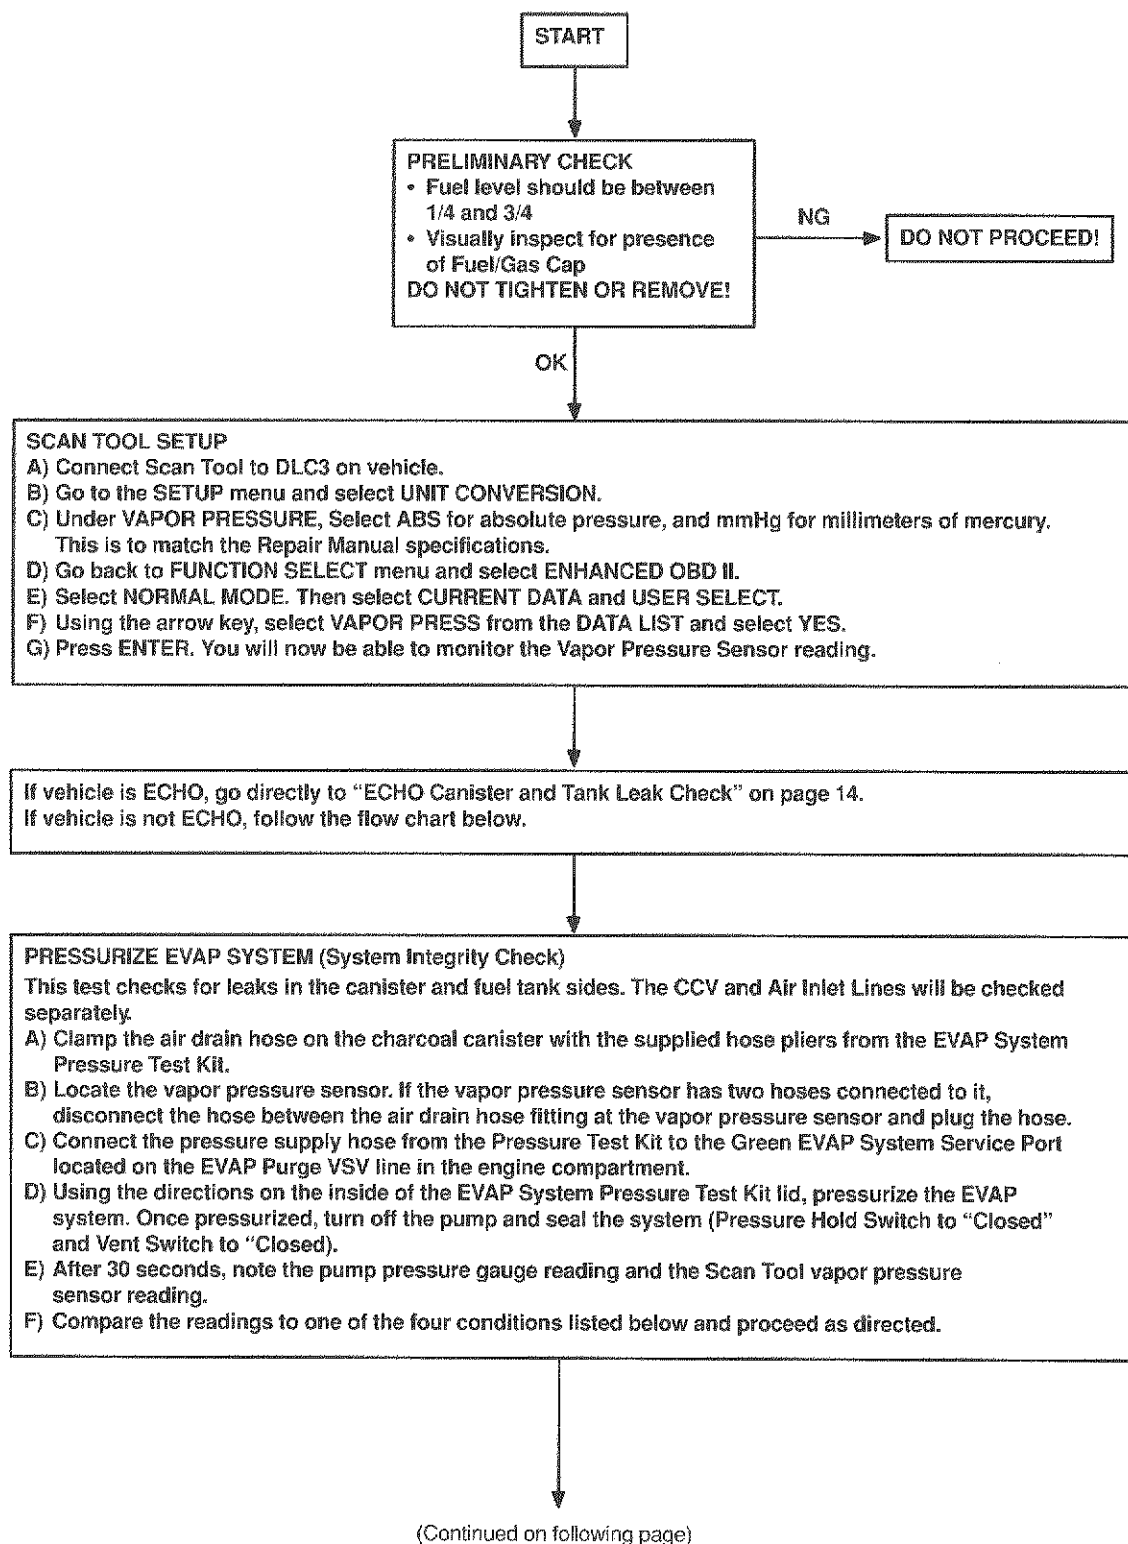 START
PRELIMINARY CHECK
• Fuel level should be between
1/4 and 3/4
• Visually inspect for presence
of Fuel/Gas Cap
DO NOT TIGHTEN OR REMOVE!
NG
DO NOT PROCEED!
OK
SCAN TOOL SETUP
A) Connect Scan Tool to DLC3 on vehicle.
B) Go to the SETUP menu and select UNIT CONVERSION.
C) Under VAPOR PRESSURE, Select ABS for absolute pressure, and mmHg for millimeters of mercury.
This is to match the Repair Manual specifications.
D) Go back to FUNCTION SELECT menu and select ENHANCED OBD II.
E) Select NORMAL MODE. Then select CURRENT DATA and USER SELECT.
F) Using the arrow key, select VAPOR PRESS from the DATA LIST and select YES.
G) Press ENTER. You will now be able to monitor the Vapor Pressure Sensor reading.
If vehicle is ECHO, go directly to “ECHO Canister and Tank Leak Check” on page 14.
If vehicle is not ECHO, follow the flow chart below.
PRESSURIZE EVAP SYSTEM (System Integrity Check)
This test checks for leaks in the canister and fuel tank sides. The CCV and Air Inlet Lines will be checked
separately.
A) Clamp the air drain hose on the charcoal canister with the supplied hose pliers from the EVAP System
Pressure Test Kit.
B) Locate the vapor pressure sensor. If the vapor pressure sensor has two hoses connected to it,
disconnect the hose between the air drain hose fitting at the vapor pressure sensor and plug the hose.
C) Connect the pressure supply hose from the Pressure Test Kit to the Green EVAP System Service Port
located on the EVAP Purge VSV line in the engine compartment.
D) Using the directions on the inside of the EVAP System Pressure Test Kit lid, pressurize the EVAP
system. Once pressurized, turn off the pump and seal the system (Pressure Hold Switch to “Closed”
and Vent Switch to “Closed).
E) After 30 seconds, note the pump pressure gauge reading and the Scan Tool vapor pressure
sensor reading.
F) Compare the readings to one of the four conditions listed below and proceed as directed.
(Continued on following page)